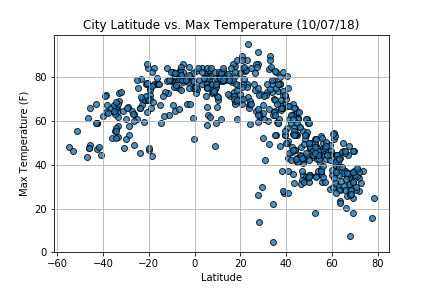 City Latitude vs. Max Temperature (10/07/18)
Max Temperature (F)
80
60
40
20
0
−60 −40 −20 0 20 40 60 80
Latitude